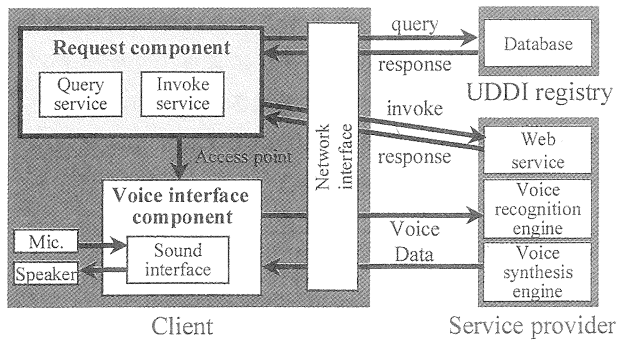 Request component
Query
service
Invoke
service
Access point
Voice interface
component
Mic.
Speaker
Sound
interface
Network
interface
query
response
invoke
response
Voice
Data
Database
UDDI registry
Web
service
Voice
recognition
engine
Voice
synthesis
engine
Client
Service provider